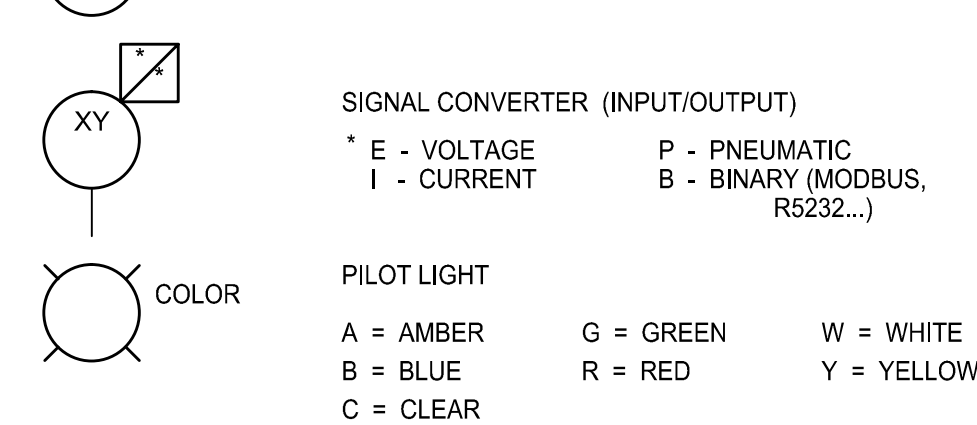 *
*
XY
SIGNAL CONVERTER (INPUT/OUTPUT)
* E - VOLTAGE P - PNEUMATIC
I - CURRENT B - BINARY (MODBUS,
R5232...)
COLOR
PILOT LIGHT
A = AMBER G = GREEN W = WHITE
B = BLUE R = RED Y = YELLOW
C = CLEAR